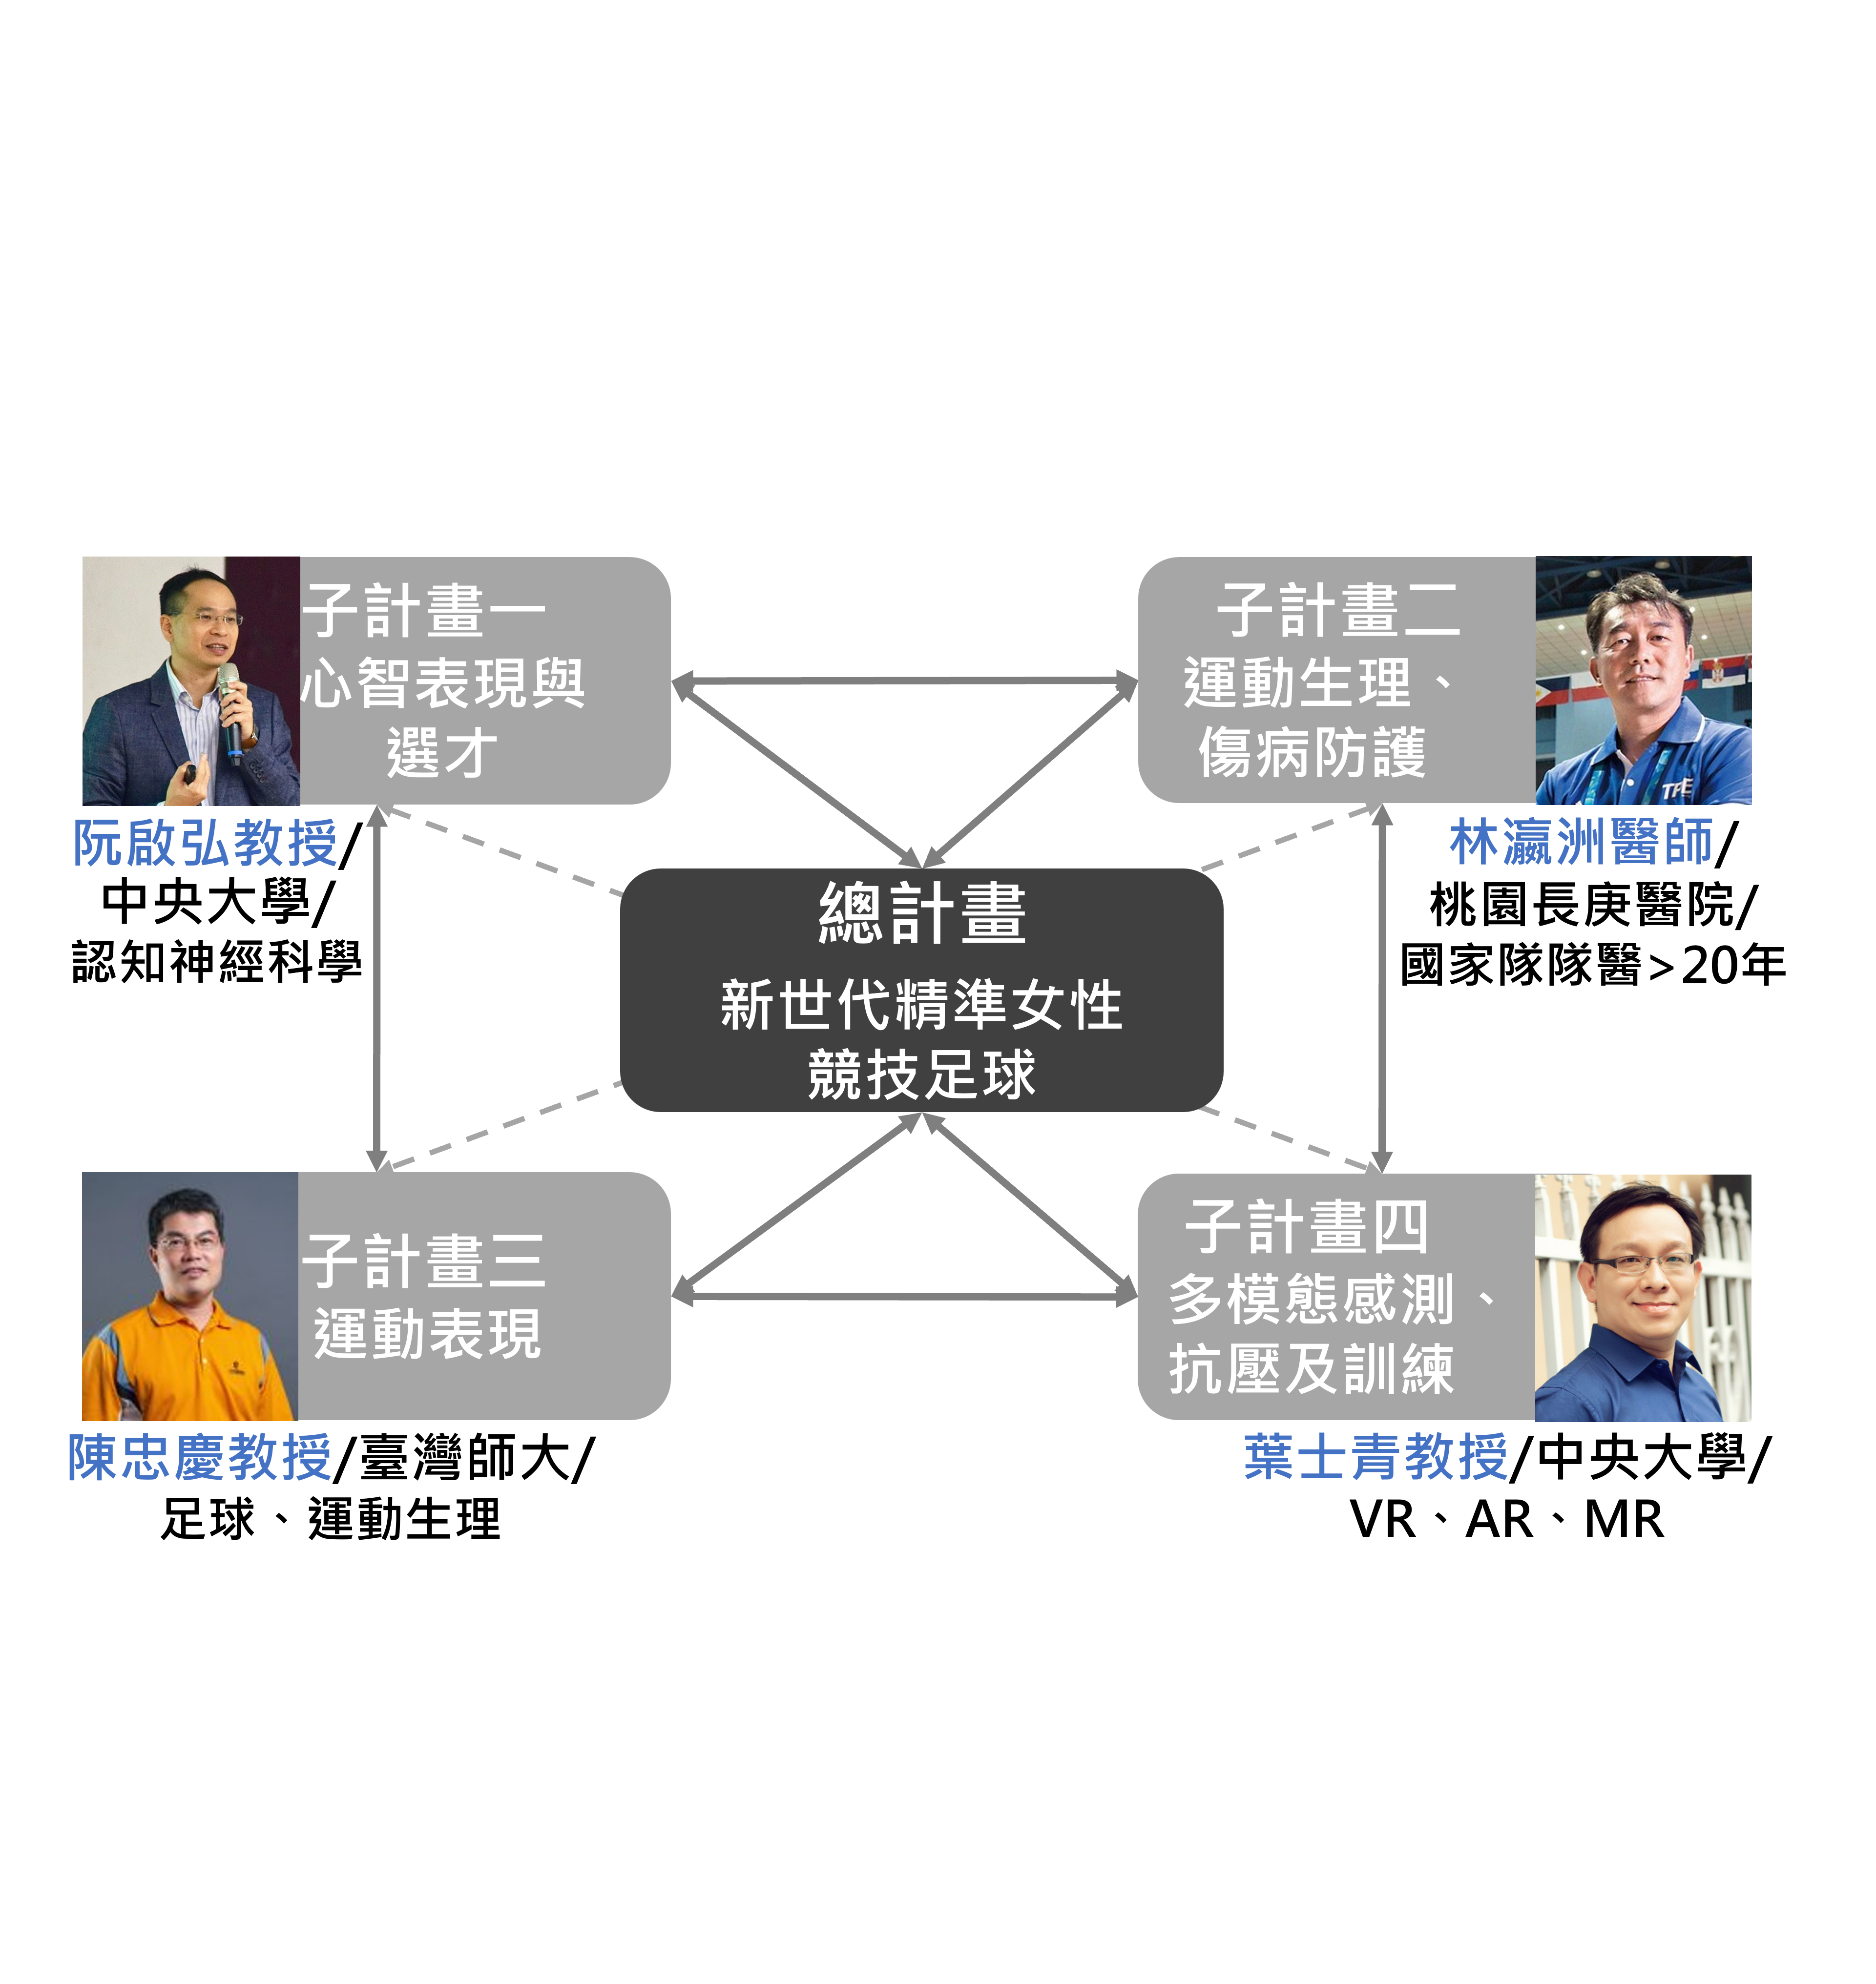 子計畫一
心智表現與
選才
阮啟弘教授/
中央大學/
認知神經科學
子計畫二
運動生理、
傷病防護
TPE
林瀛洲醫師/
桃園長庚醫院/
國家隊隊醫>20年
總計畫
新世代精準女性
競技足球
子計畫三
運動表現
陳忠慶教授/臺灣師大/
足球、運動生理
子計畫四
多模態感測、
抗壓及訓練
葉士青教授/中央大學/
VR、AR、MR